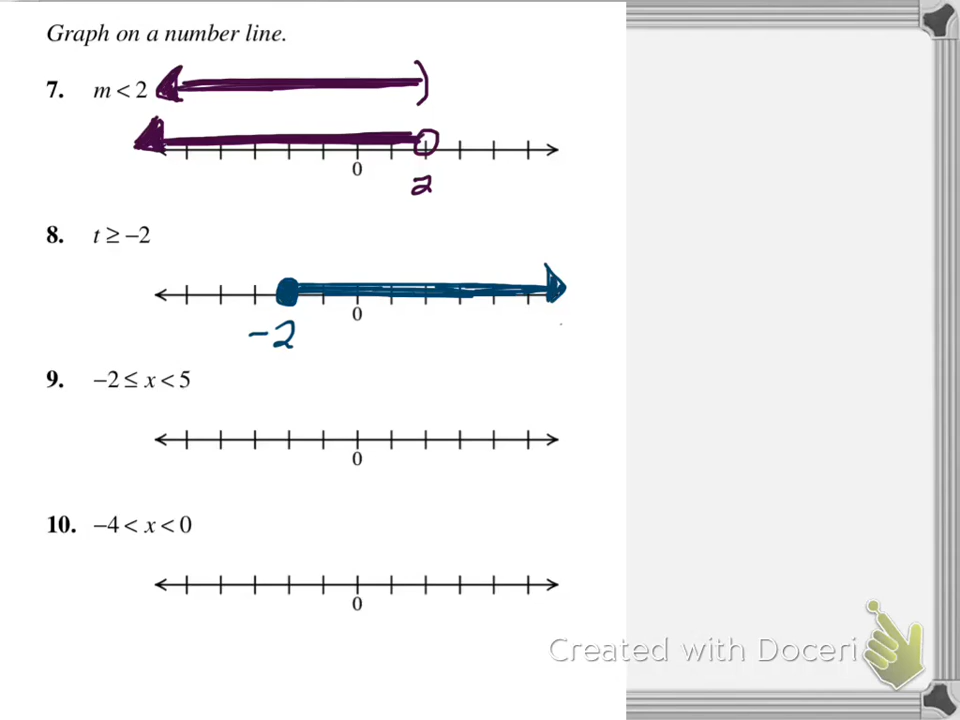 Graph on a number line.
7. m < 2
0
2
8. t ≥ –2
0
-2
9. –2 ≤ x < 5
0
10. –4 < x < 0
0
Created with Doceri